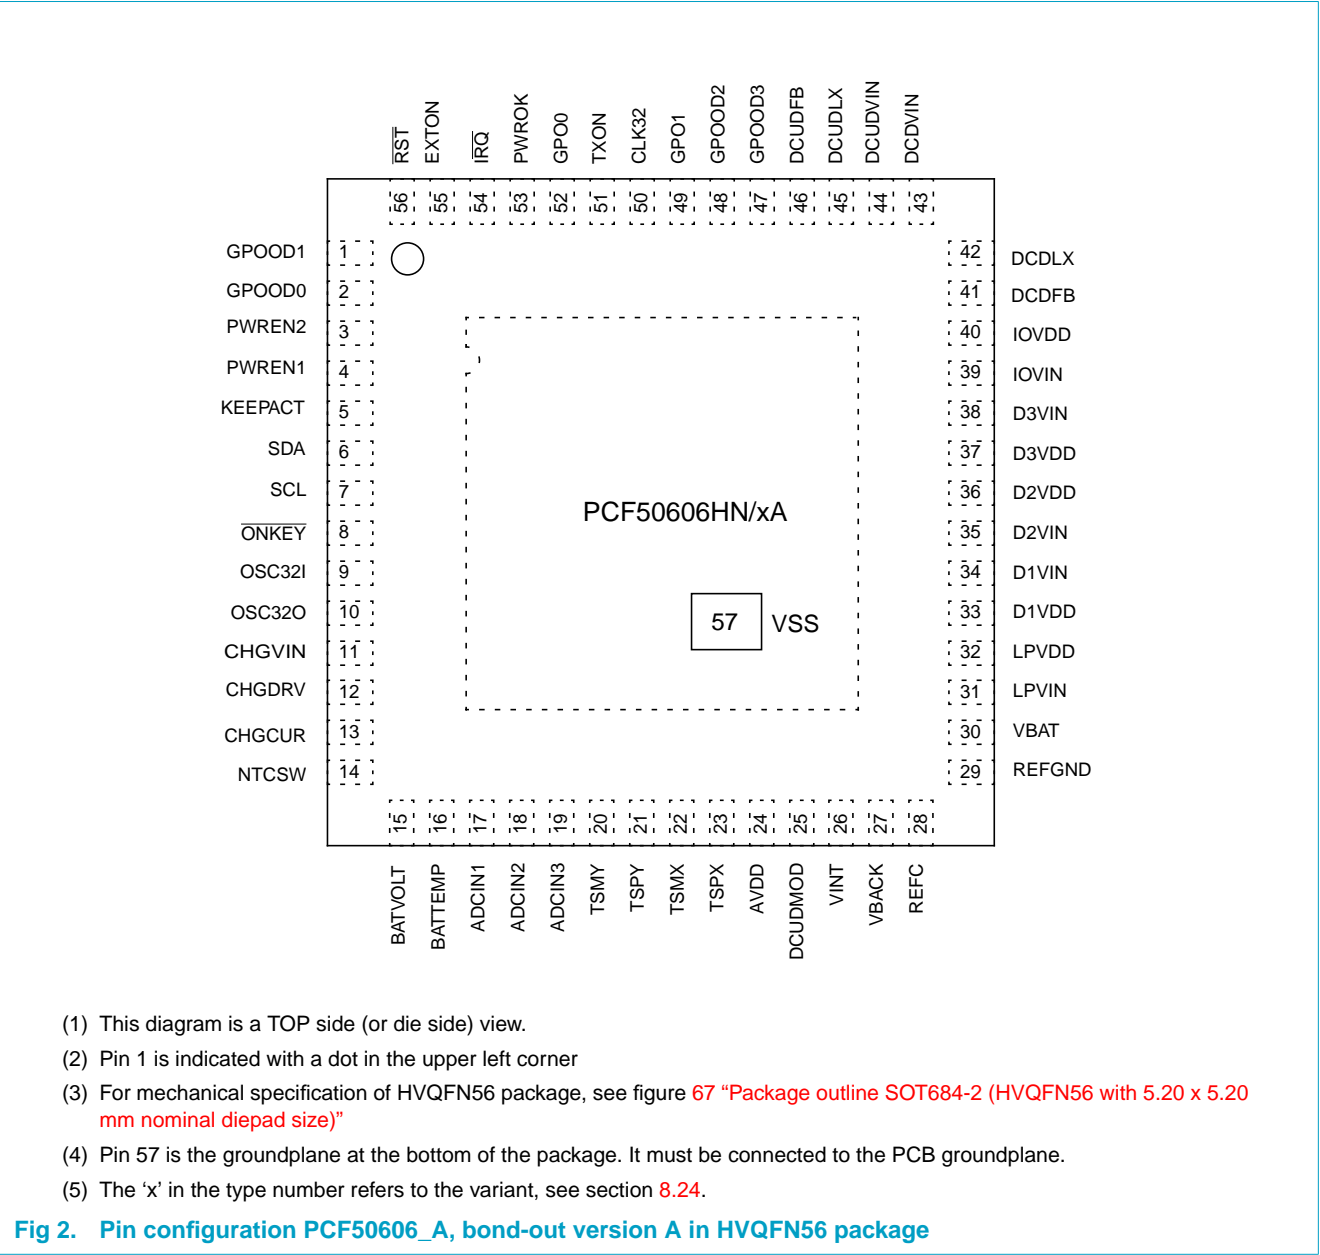 RST
EXTON
IRQ
PWROK
GPO0
TXON
CLK32
GPO1
GPOOD2
GPOOD3
DCUDFB
DCUDLX
DCUDVIN
DCDVIN
56 55 54 53 52 51 50 49 48 47 46 45 44 43
GPOOD1 1
GPOOD0 2
PWREN2 3
PWREN1 4
KEEPACT 5
SDA 6
SCL 7
ONKEY 8
OSC32I 9
OSC32O 10
CHGVIN 11
CHGDRV 12
CHGCUR 13
NTCSW 14
42 DCDLX
41 DCDFB
40 IOVDD
39 IOVIN
38 D3VIN
37 D3VDD
36 D2VDD
35 D2VIN
34 D1VIN
33 D1VDD
32 LPVDD
31 LPVIN
30 VBAT
29 REFGND
PCF50606HN/xA
57 VSS
15 16 17 18 19 20 21 22 23 24 25 26 27 28
BATVOLT
BATTEMP
ADCIN1
ADCIN2
ADCIN3
TSMY
TSPY
TSMX
TSPX
AVDD
DCUDMOD
VINT
VBACK
REFC
(1) This diagram is a TOP side (or die side) view.
(2) Pin 1 is indicated with a dot in the upper left corner
(3) For mechanical specification of HVQFN56 package, see figure 67 “Package outline SOT684-2 (HVQFN56 with 5.20 x 5.20
mm nominal diepad size)”
(4) Pin 57 is the groundplane at the bottom of the package. It must be connected to the PCB groundplane.
(5) The ‘x’ in the type number refers to the variant, see section 8.24.
Fig 2. Pin configuration PCF50606_A, bond-out version A in HVQFN56 package